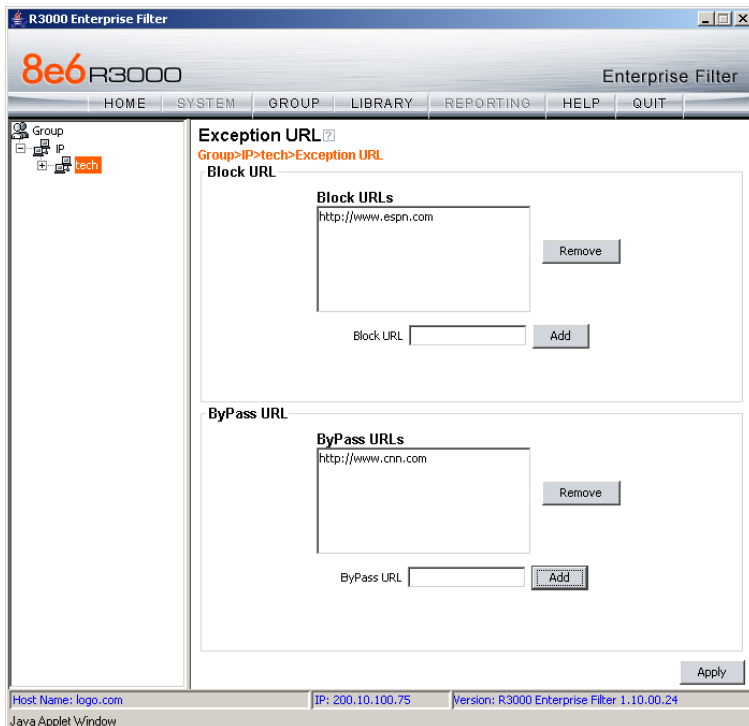 R3000 Enterprise Filter
8e6 R3000
Enterprise Filter
HOME SYSTEM GROUP LIBRARY REPORTING HELP QUIT
Group
IP
tech
Exception URL?
Group>IP>tech>Exception URL
Block URL
Block URLs
http://www.espn.com
Remove
Block URL
Add
ByPass URL
ByPass URLs
http://www.cnn.com
Remove
ByPass URL
Add
Apply
Host Name: logo.com
IP: 200.10.100.75
Version: R3000 Enterprise Filter 1.10.00.24
Java Applet Window